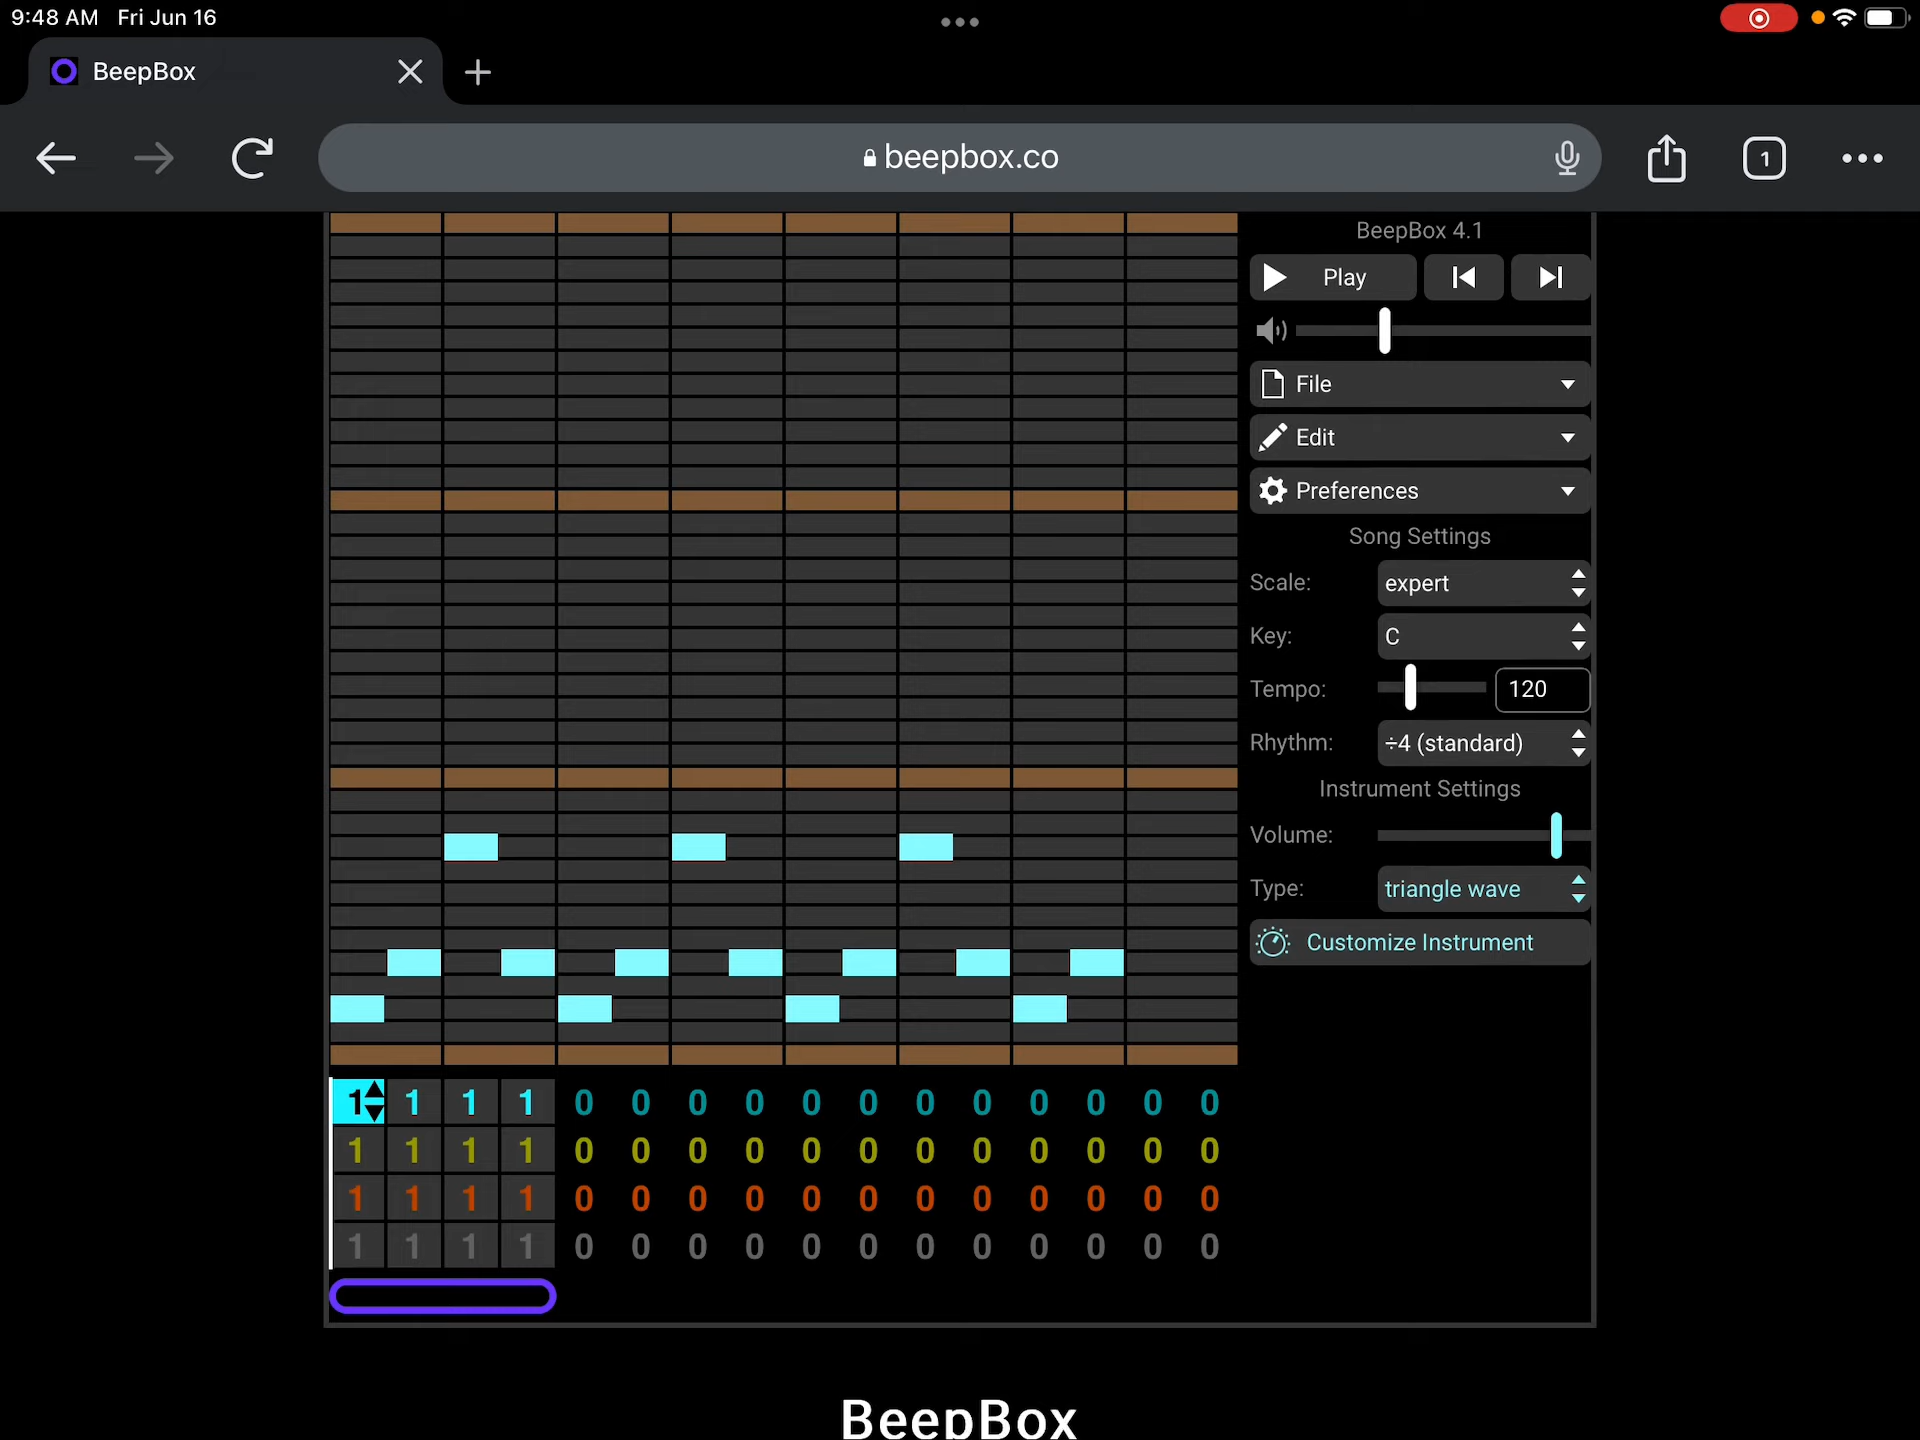 9:48 AM Fri Jun 16
BeepBox
beepbox.co
1
BeepBox 4.1
Play
File
Edit
Preferences
Song Settings
Scale: expert
Key: C
Tempo: 120
Rhythm: ÷4 (standard)
Instrument Settings
Volume:
Type: triangle wave
Customize Instrument
1 1 1 1 0 0 0 0 0 0 0 0 0 0 0 0
1 1 1 1 0 0 0 0 0 0 0 0 0 0 0 0
1 1 1 1 0 0 0 0 0 0 0 0 0 0 0 0
1 1 1 1 0 0 0 0 0 0 0 0 0 0 0 0
BeepBox